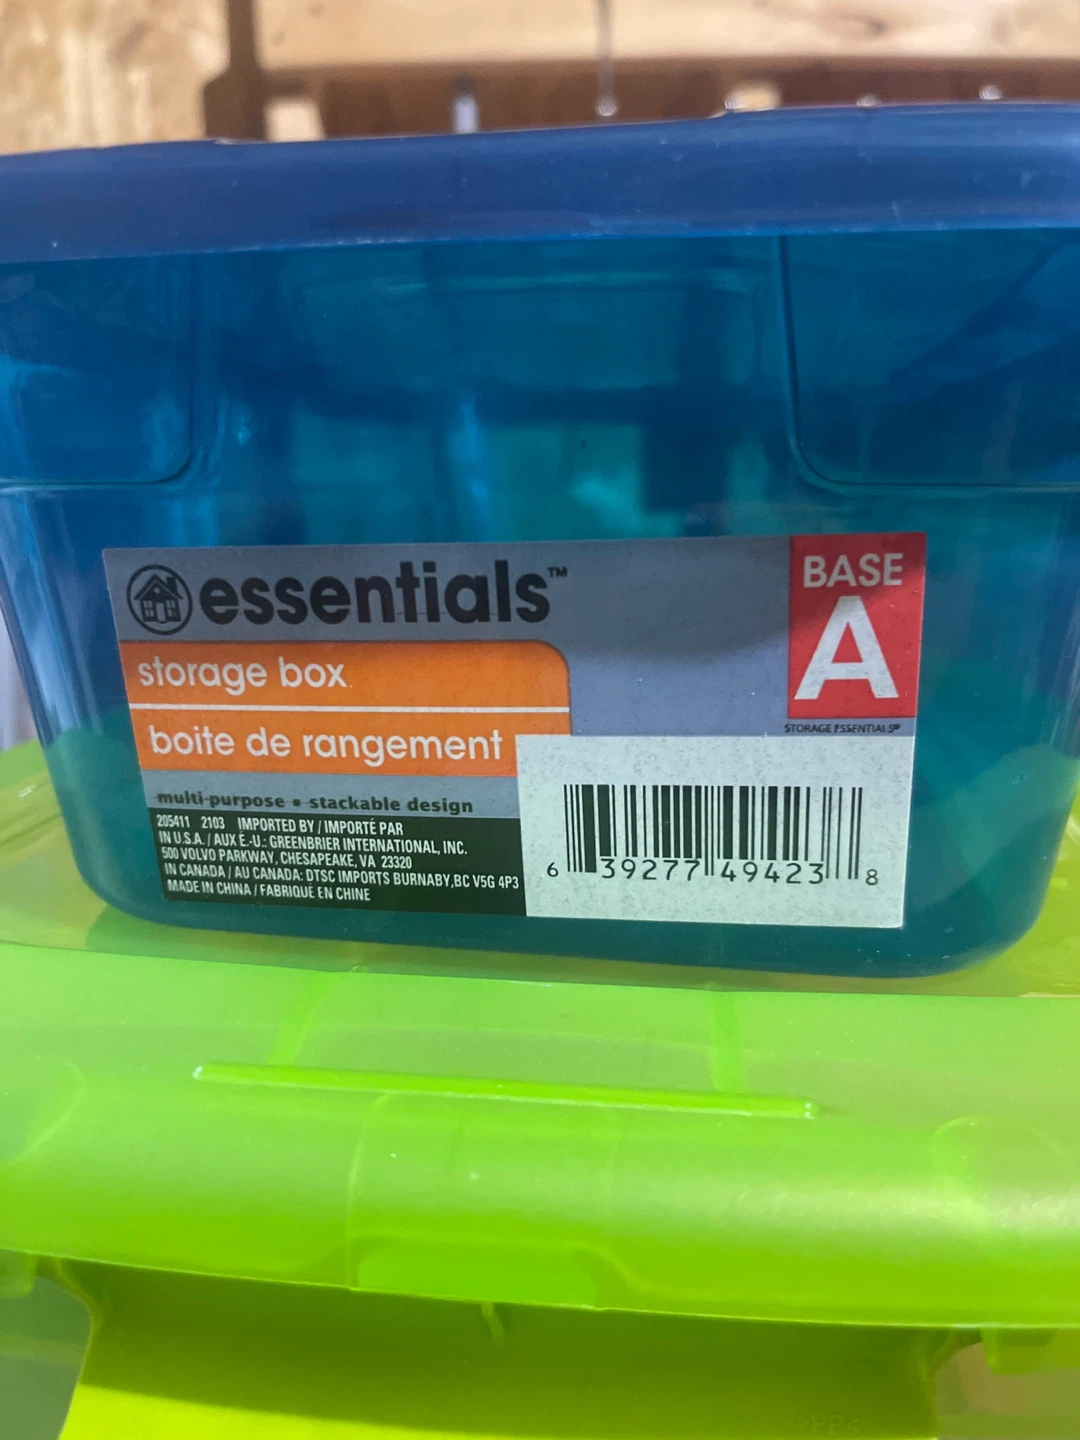 essentials™
BASE
A
STORAGE ESSENTIALS®
storage box
boite de rangement
multi-purpose ▪ stackable design
205411 2103 IMPORTED BY / IMPORTÉ PAR
IN U.S.A. / AUX É.-U.: GREENBRIER INTERNATIONAL, INC.
500 VOLVO PARKWAY, CHESAPEAKE, VA 23320
IN CANADA / AU CANADA: DTSC IMPORTS BURNABY,BC V5G 4P3
MADE IN CHINA / FABRIQUÉ EN CHINE
6 39277 49423 8
>PP<